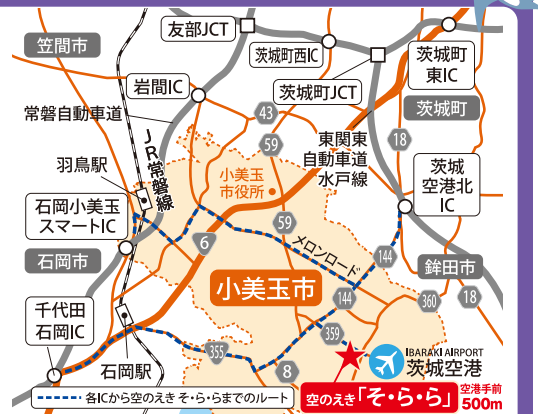 友部JCT
笠間市
茨城町西IC
茨城町
東IC
岩間IC
茨城町JCT
茨城町
常磐自動車道
43
59
東関東
自動車道
水戸線
18
JR常磐線
羽鳥駅
小美玉
市役所
茨城
空港北
IC
石岡小美玉
スマートIC
59
6
メロンロード
144
石岡市
鉾田市
小美玉市
144
360
18
千代田
石岡IC
359
355
石岡駅
8
IBARAKI AIRPORT
茨城空港
各ICから空のえき そ・ら・らまでのルート
空のえき「そ・ら・ら」
空港手前
500m